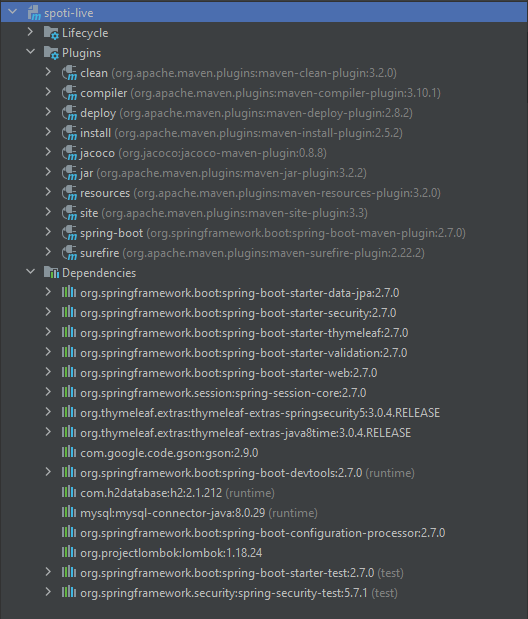 spoti-live
Lifecycle
Plugins
clean (org.apache.maven.plugins:maven-clean-plugin:3.2.0)
compiler (org.apache.maven.plugins:maven-compiler-plugin:3.10.1)
deploy (org.apache.maven.plugins:maven-deploy-plugin:2.8.2)
install (org.apache.maven.plugins:maven-install-plugin:2.5.2)
jacoco (org.jacoco:jacoco-maven-plugin:0.8.8)
jar (org.apache.maven.plugins:maven-jar-plugin:3.2.2)
resources (org.apache.maven.plugins:maven-resources-plugin:3.2.0)
site (org.apache.maven.plugins:maven-site-plugin:3.3)
spring-boot (org.springframework.boot:spring-boot-maven-plugin:2.7.0)
surefire (org.apache.maven.plugins:maven-surefire-plugin:2.22.2)
Dependencies
org.springframework.boot:spring-boot-starter-data-jpa:2.7.0
org.springframework.boot:spring-boot-starter-security:2.7.0
org.springframework.boot:spring-boot-starter-thymeleaf:2.7.0
org.springframework.boot:spring-boot-starter-validation:2.7.0
org.springframework.boot:spring-boot-starter-web:2.7.0
org.springframework.session:spring-session-core:2.7.0
org.thymeleaf.extras:thymeleaf-extras-springsecurity5:3.0.4.RELEASE
org.thymeleaf.extras:thymeleaf-extras-java8time:3.0.4.RELEASE
com.google.code.gson:gson:2.9.0
org.springframework.boot:spring-boot-devtools:2.7.0 (runtime)
com.h2database:h2:2.1.212 (runtime)
mysql:mysql-connector-java:8.0.29 (runtime)
org.springframework.boot:spring-boot-configuration-processor:2.7.0
org.projectlombok:lombok:1.18.24
org.springframework.boot:spring-boot-starter-test:2.7.0 (test)
org.springframework.security:spring-security-test:5.7.1 (test)